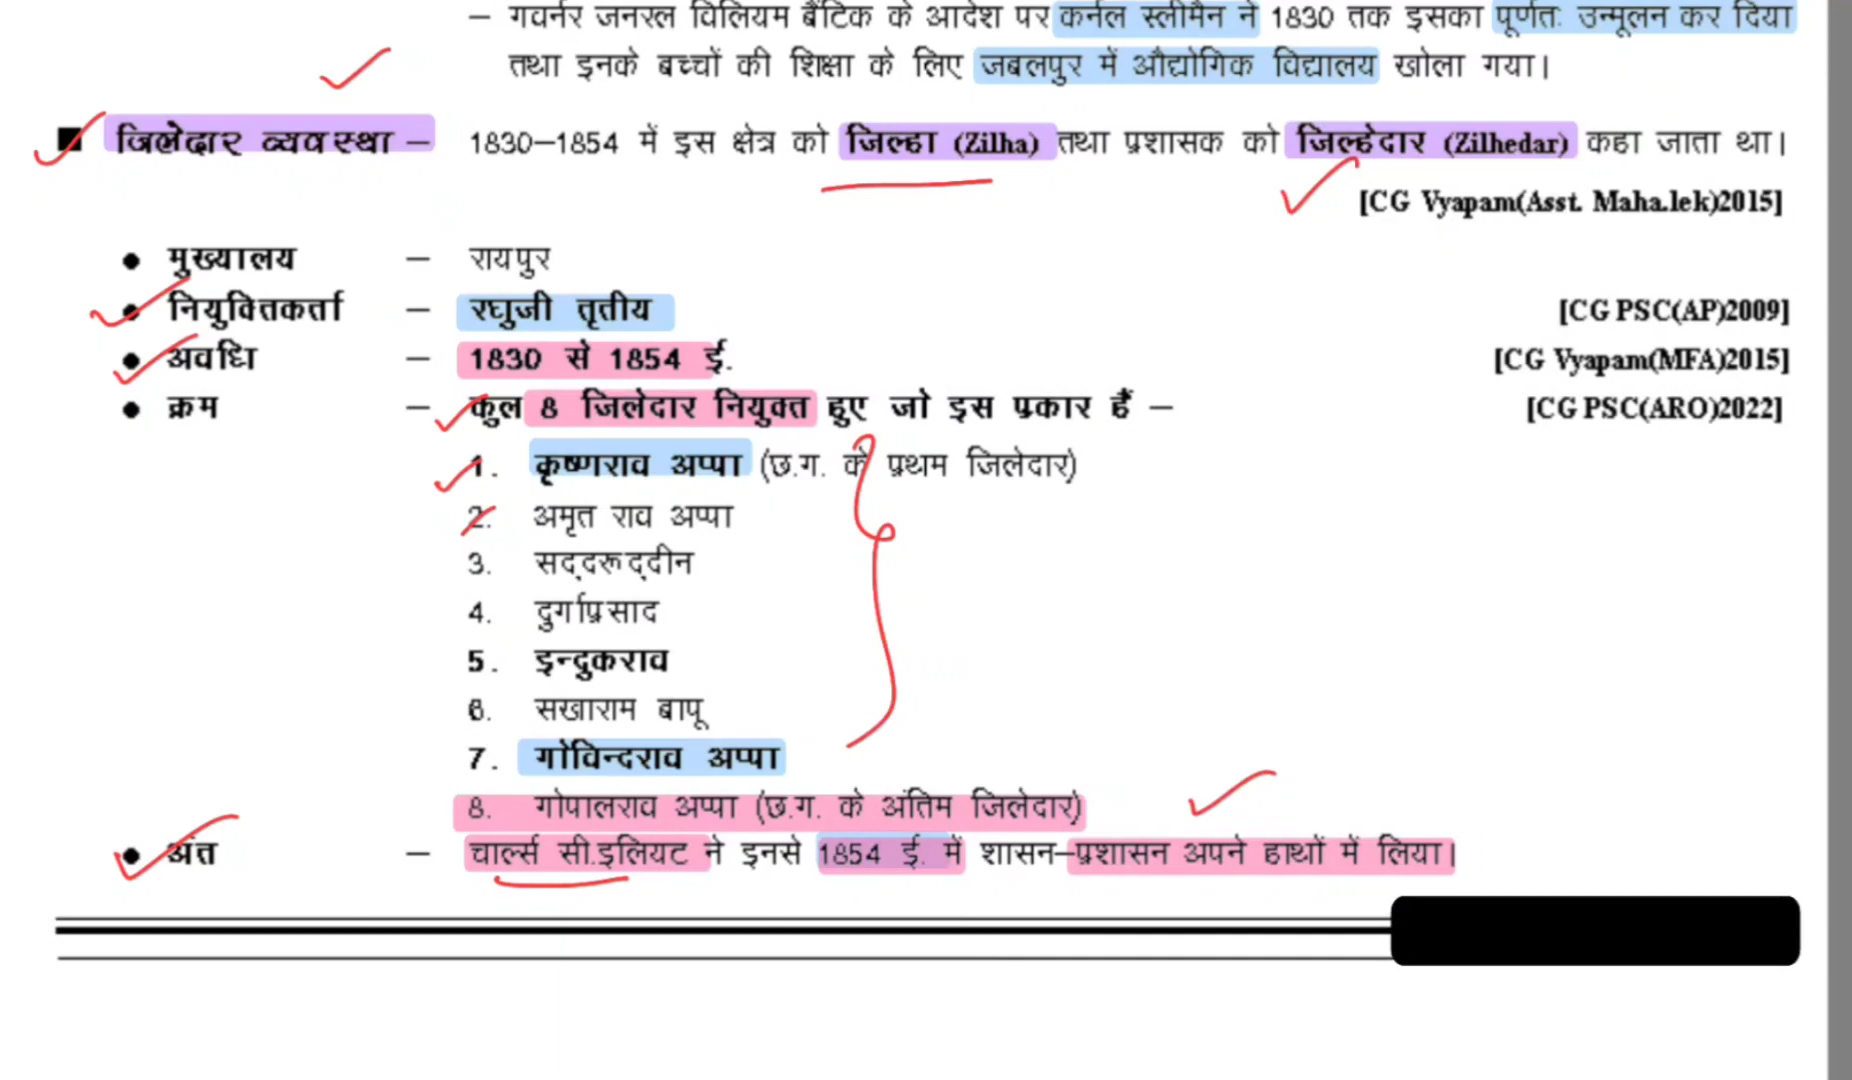 – गवर्नर जनरल विलियम बैंटिक के आदेश पर कर्नल स्लीमैन ने 1830 तक इसका पूर्णतः उन्मूलन कर दिया
तथा इनके बच्चों की शिक्षा के लिए जबलपुर में औद्योगिक विद्यालय खोला गया।
■ जिलेदार व्यवस्था – 1830–1854 में इस क्षेत्र को जिल्हा (Zilha) तथा प्रशासक को जिल्हेदार (Zilhedar) कहा जाता था।
[CG Vyapam(Asst. Maha.lek)2015]
● मुख्यालय – रायपुर
● नियुक्तिकर्ता – रघुजी तृतीय [CG PSC(AP)2009]
● अवधि – 1830 से 1854 ई. [CG Vyapam(MFA)2015]
● क्रम – कुल 8 जिलेदार नियुक्त हुए जो इस प्रकार हैं – [CG PSC(ARO)2022]
1. कृष्णराव अप्पा (छ.ग. के प्रथम जिलेदार)
2. अमृत राव अप्पा
3. सद्दरूद्दीन
4. दुर्गाप्रसाद
5. इन्दुकराव
6. सखाराम बापू
7. गोविन्दराव अप्पा
8. गोपालराव अप्पा (छ.ग. के अंतिम जिलेदार)
● अंत – चार्ल्स सी.इलियट ने इनसे 1854 ई. में शासन–प्रशासन अपने हाथों में लिया।